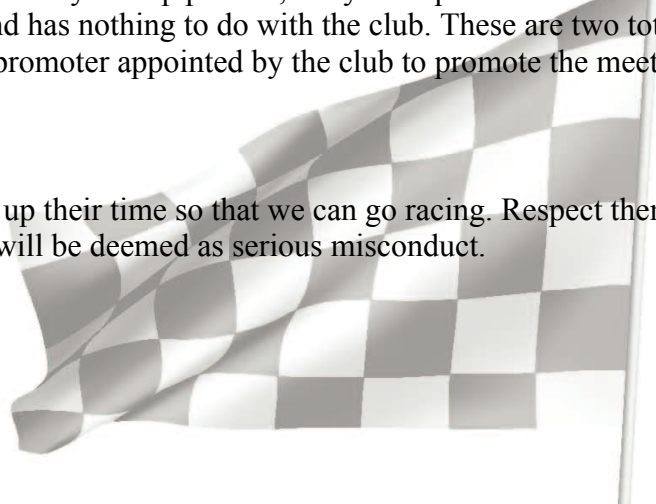 nd has nothing to do with the club. These are two tot
promoter appointed by the club to promote the meet
up their time so that we can go racing. Respect ther
will be deemed as serious misconduct.